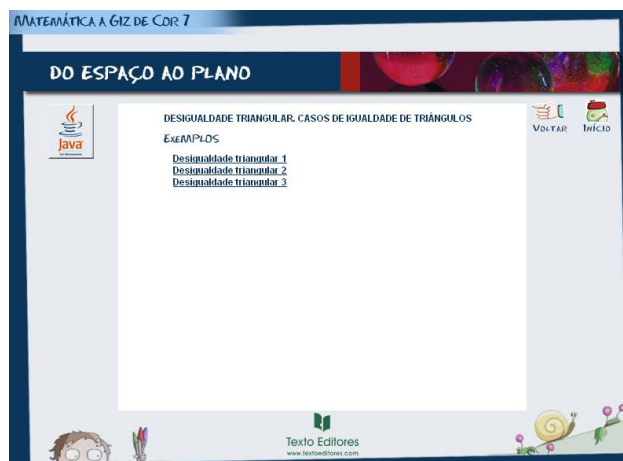 Matemática a Giz de Cor 7
Do Espaço ao Plano
Java
DESIGUALDADE TRIANGULAR. CASOS DE IGUALDADE DE TRIÂNGULOS
Voltar
Início
Exemplos
Desigualdade triangular 1
Desigualdade triangular 2
Desigualdade triangular 3
Texto Editores
www.textoeditores.com